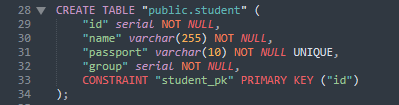 28 CREATE TABLE "public.student" (
29 "id" serial NOT NULL,
30 "name" varchar(255) NOT NULL,
31 "passport" varchar(10) NOT NULL UNIQUE,
32 "group" serial NOT NULL,
33 CONSTRAINT "student_pk" PRIMARY KEY ("id")
34 );